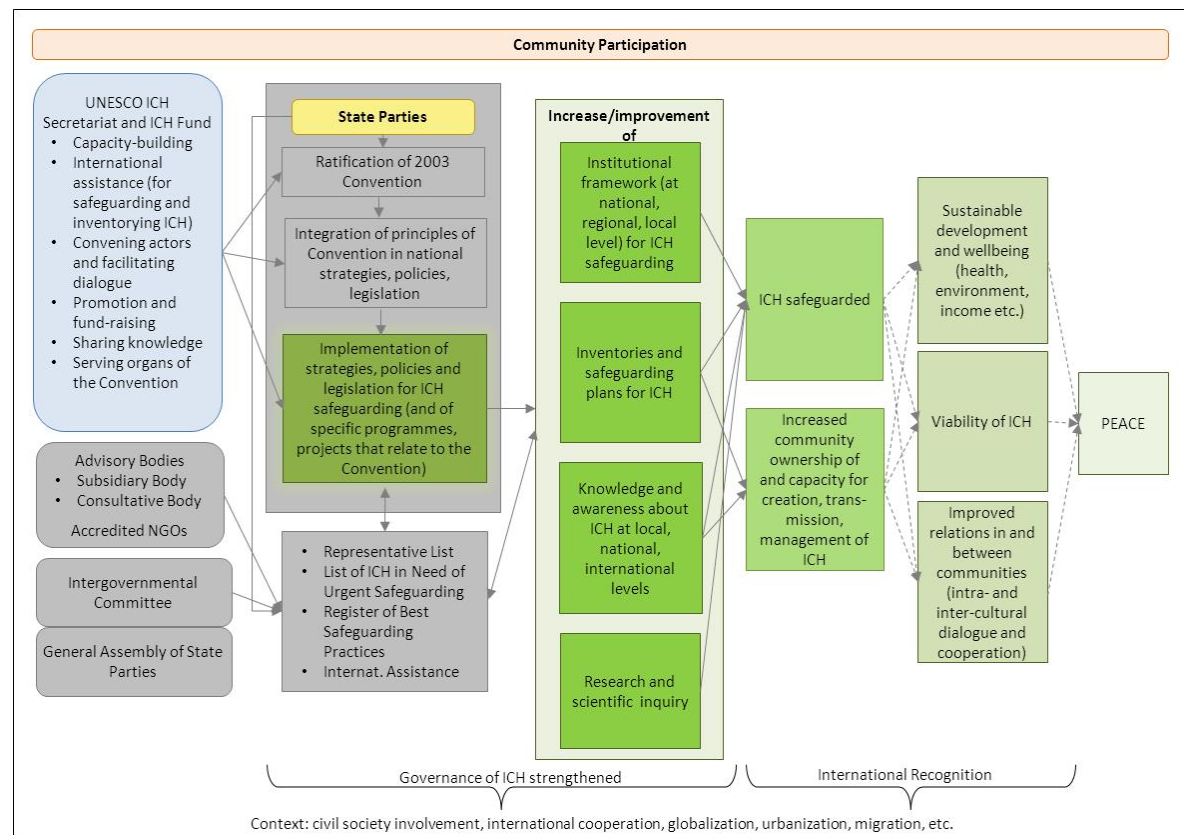 Community Participation
UNESCO ICH
Secretariat and ICH Fund
• Capacity-building
• International
assistance (for
safeguarding and
inventorying ICH)
• Convening actors
and facilitating
dialogue
• Promotion and
fund-raising
• Sharing knowledge
• Serving organs of
the Convention
Advisory Bodies
• Subsidiary Body
• Consultative Body
Accredited NGOs
Intergovernmental
Committee
General Assembly of State
Parties
State Parties
Ratification of 2003
Convention
Integration of principles of
Convention in national
strategies, policies,
legislation
Implementation of
strategies, policies and
legislation for ICH
safeguarding (and of
specific programmes,
projects that relate to the
Convention)
• Representative List
• List of ICH in Need of
Urgent Safeguarding
• Register of Best
Safeguarding
Practices
• Internat. Assistance
Increase/improvement
of
Institutional
framework (at
national,
regional, local
level) for ICH
safeguarding
Inventories and
safeguarding
plans for ICH
Knowledge and
awareness about
ICH at local,
national,
international
levels
Research and
scientific inquiry
ICH safeguarded
Increased
community
ownership of
and capacity for
creation, trans-
mission,
management of
ICH
Sustainable
development
and wellbeing
(health,
environment,
income etc.)
Viability of ICH
Improved
relations in and
between
communities
(intra- and
inter-cultural
dialogue and
cooperation)
PEACE
Governance of ICH strengthened
International Recognition
Context: civil society involvement, international cooperation, globalization, urbanization, migration, etc.